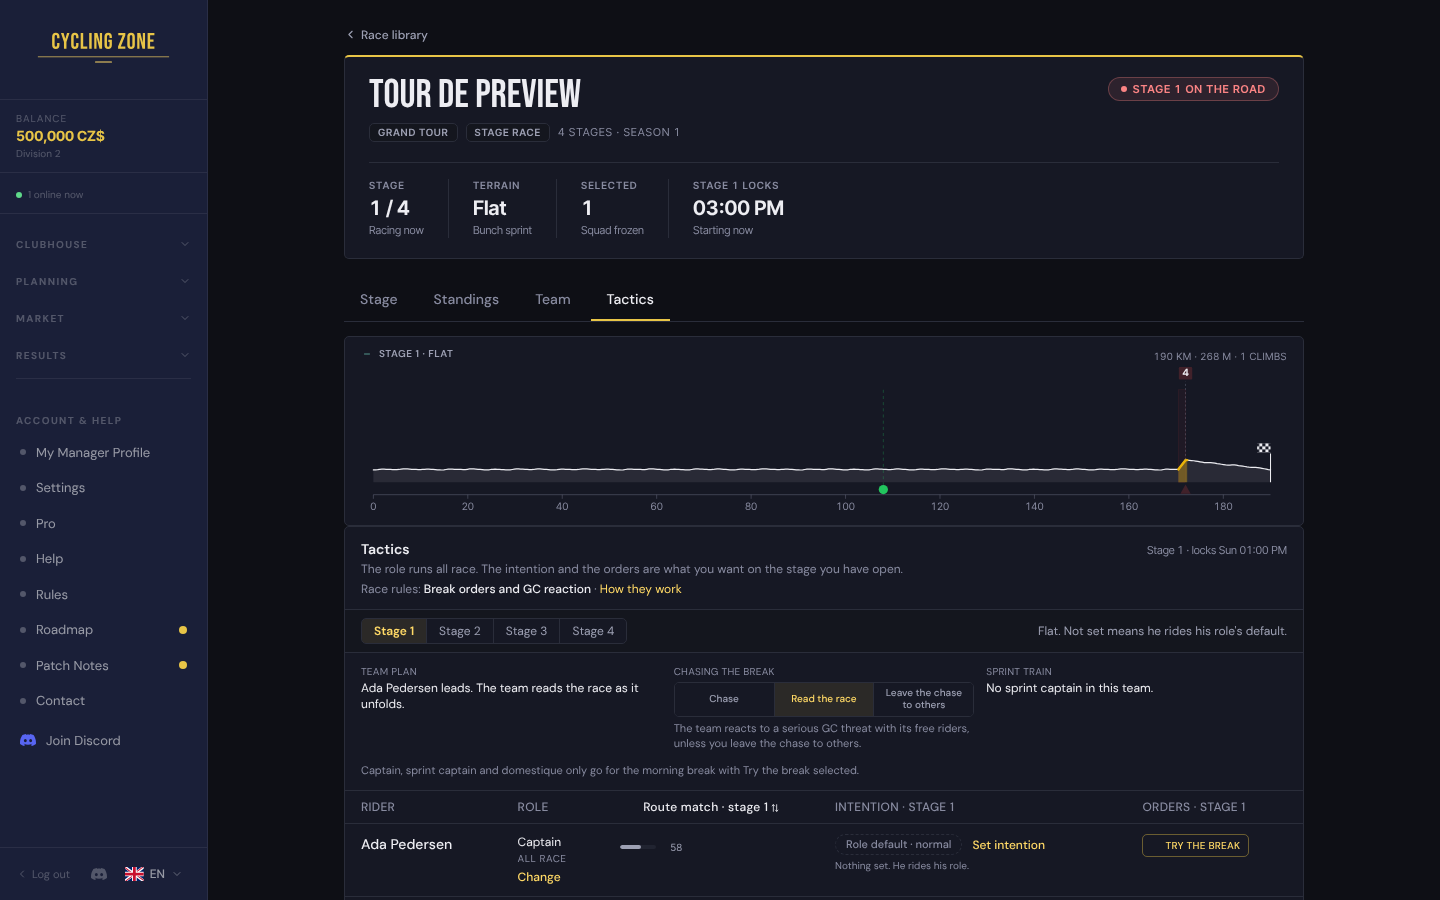 CYCLING ZONE
BALANCE
500,000 CZ$
Division 2
1 online now
CLUBHOUSE
PLANNING
MARKET
RESULTS
ACCOUNT & HELP
My Manager Profile
Settings
Pro
Help
Rules
Roadmap
Patch Notes
Contact
Join Discord
Log out
EN
Race library
TOUR DE PREVIEW
STAGE 1 ON THE ROAD
GRAND TOUR STAGE RACE 4 STAGES · SEASON 1
STAGE TERRAIN SELECTED STAGE 1 LOCKS
1 / 4 Flat 1 03:00 PM
Racing now Bunch sprint Squad frozen Starting now
Stage Standings Team Tactics
STAGE 1 · FLAT
190 KM · 268 M · 1 CLIMBS
4
0 20 40 60 80 100 120 140 160 180
Tactics
Stage 1 · locks Sun 01:00 PM
The role runs all race. The intention and the orders are what you want on the stage you have open.
Race rules: Break orders and GC reaction · How they work
Stage 1 Stage 2 Stage 3 Stage 4
Flat. Not set means he rides his role's default.
TEAM PLAN
Ada Pedersen leads. The team reads the race as it
unfolds.
CHASING THE BREAK
Chase
Read the race
Leave the chase
to others
The team reacts to a serious GC threat with its free riders,
unless you leave the chase to others.
SPRINT TRAIN
No sprint captain in this team.
Captain, sprint captain and domestique only go for the morning break with Try the break selected.
RIDER ROLE Route match · stage 1 ⇅ INTENTION · STAGE 1 ORDERS · STAGE 1
Ada Pedersen
Captain
ALL RACE
Change
58
Role default · normal Set intention
Nothing set. He rides his role.
TRY THE BREAK